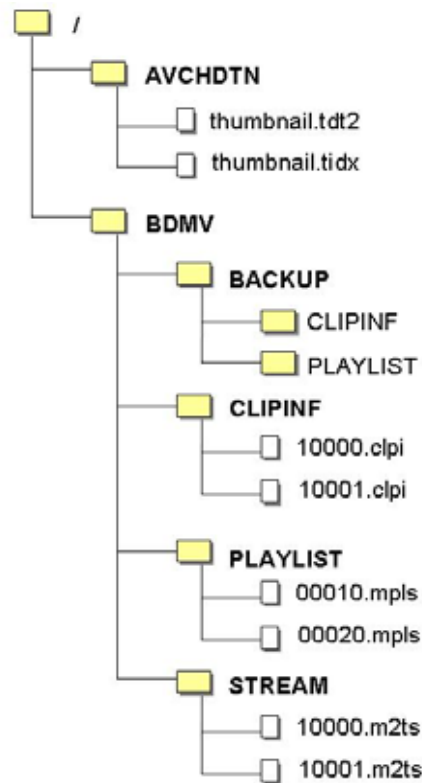 /
AVCHDTN
thumbnail.tdt2
thumbnail.tidx
BDMV
BACKUP
CLIPINF
PLAYLIST
CLIPINF
10000.clpi
10001.clpi
PLAYLIST
00010.mpls
00020.mpls
STREAM
10000.m2ts
10001.m2ts